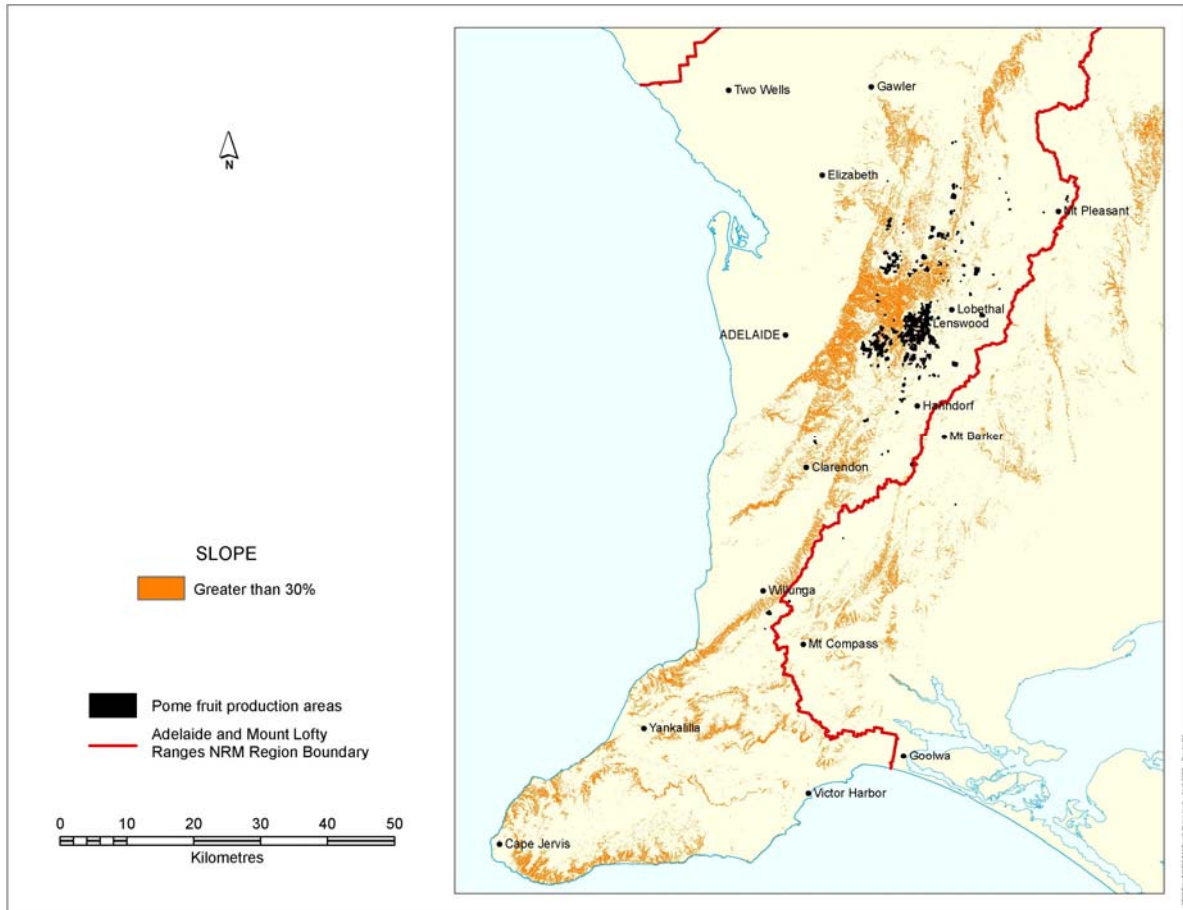 N
SLOPE
Greater than 30%
Pome fruit production areas
Adelaide and Mount Lofty
Ranges NRM Region Boundary
0 10 20 30 40 50
Kilometres
Two Wells
Gawler
Elizabeth
Mt Pleasant
Lobethal
Lenswood
ADELAIDE
Hahndorf
Mt Barker
Clarendon
Willunga
Mt Compass
Yankalilla
Goolwa
Victor Harbor
Cape Jervis